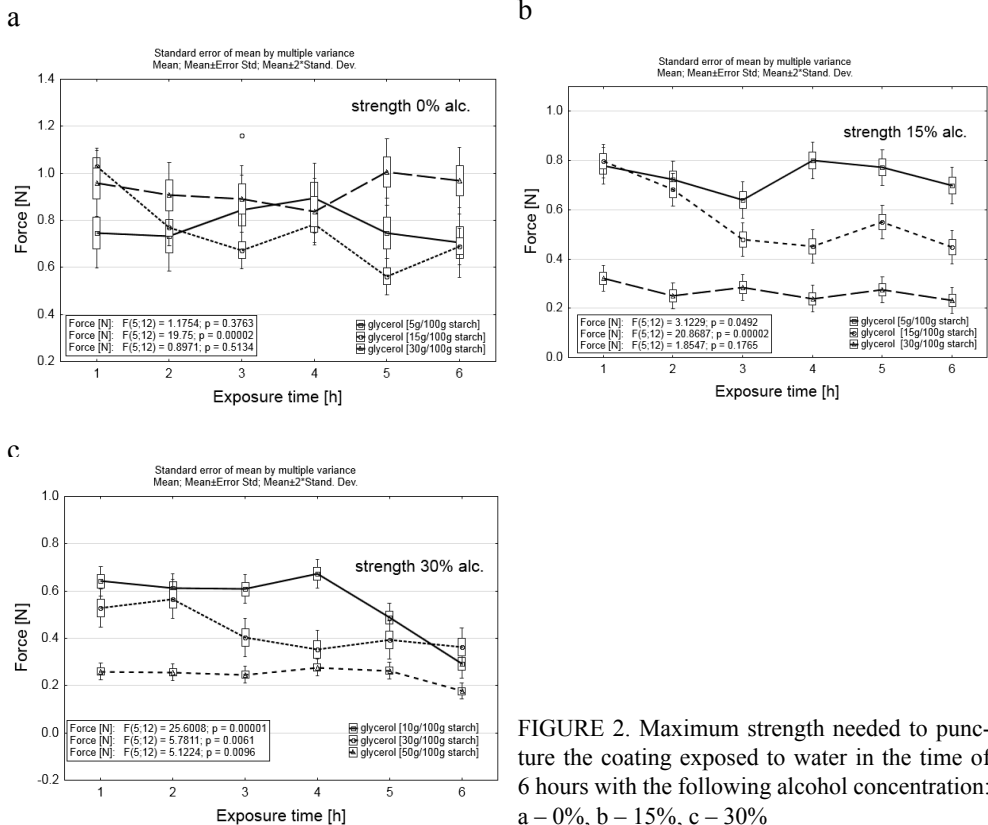 a
Standard error of mean by multiple variance
Mean; Mean±Error Std; Mean±2*Stand. Dev.
strength 0% alc.
Force [N]
1.4
1.2
1.0
0.8
0.6
0.4
0.2
Force [N]: F(5;12) = 1.1754; p = 0.3763
Force [N]: F(5;12) = 19.75; p = 0.00002
Force [N]: F(5;12) = 0.8971; p = 0.5134
glycerol [5g/100g starch]
glycerol [15g/100g starch]
glycerol [30g/100g starch]
1 2 3 4 5 6
Exposure time [h]
b
Standard error of mean by multiple variance
Mean; Mean±Error Std; Mean±2*Stand. Dev.
strength 15% alc.
Force [N]
1.0
0.8
0.6
0.4
0.2
0.0
Force [N]: F(5;12) = 3.1229; p = 0.0492
Force [N]: F(5;12) = 20.8687; p = 0.00002
Force [N]: F(5;12) = 1.8547; p = 0.1765
glycerol [5g/100g starch]
glycerol [15g/100g starch]
glycerol [30g/100g starch]
1 2 3 4 5 6
Exposure time [h]
c
Standard error of mean by multiple variance
Mean; Mean±Error Std; Mean±2*Stand. Dev.
strength 30% alc.
Force [N]
1.0
0.8
0.6
0.4
0.2
0.0
-0.2
Force [N]: F(5;12) = 25.6008; p = 0.00001
Force [N]: F(5;12) = 5.7811; p = 0.0061
Force [N]: F(5;12) = 5.1224; p = 0.0096
glycerol [10g/100g starch]
glycerol [30g/100g starch]
glycerol [50g/100g starch]
1 2 3 4 5 6
Exposure time [h]
FIGURE 2. Maximum strength needed to punc-
ture the coating exposed to water in the time of
6 hours with the following alcohol concentration:
a – 0%, b – 15%, c – 30%